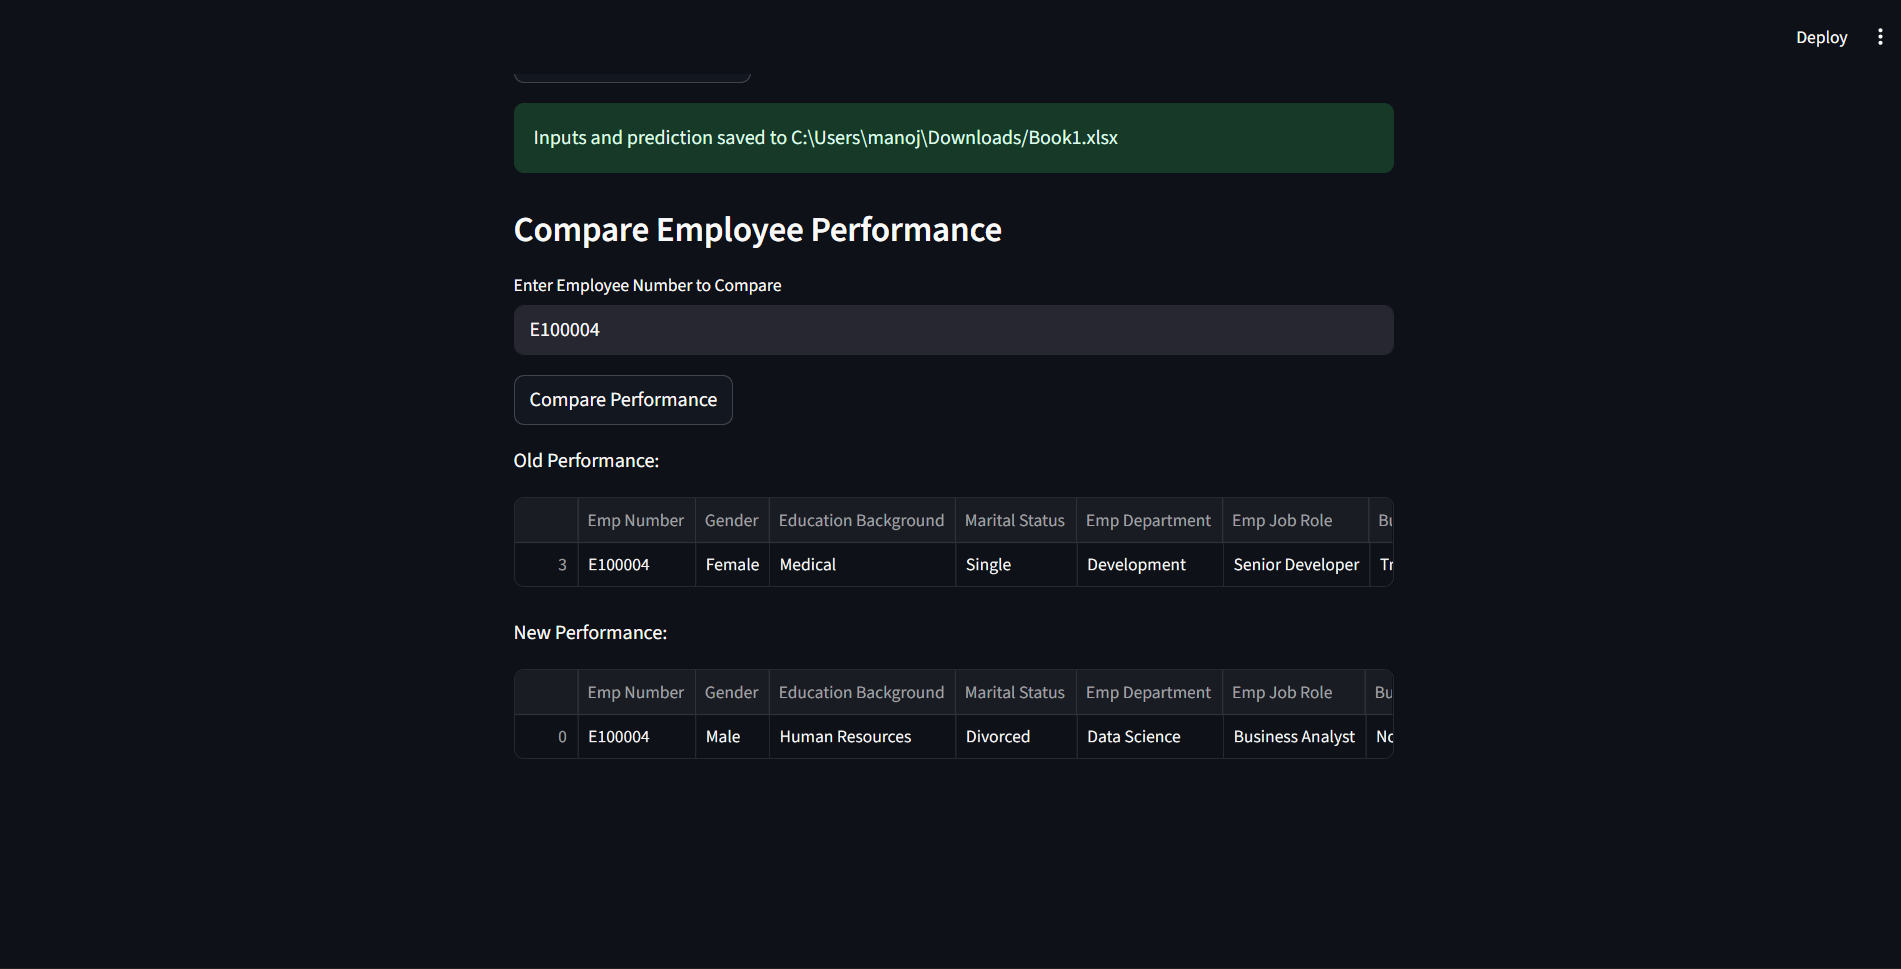 Deploy
Inputs and prediction saved to C:\Users\manoj\Downloads/Book1.xlsx
Compare Employee Performance
Enter Employee Number to Compare
E100004
Compare Performance
Old Performance:
Emp Number Gender Education Background Marital Status Emp Department Emp Job Role
3 E100004 Female Medical Single Development Senior Developer
New Performance:
Emp Number Gender Education Background Marital Status Emp Department Emp Job Role Bu
0 E100004 Male Human Resources Divorced Data Science Business Analyst